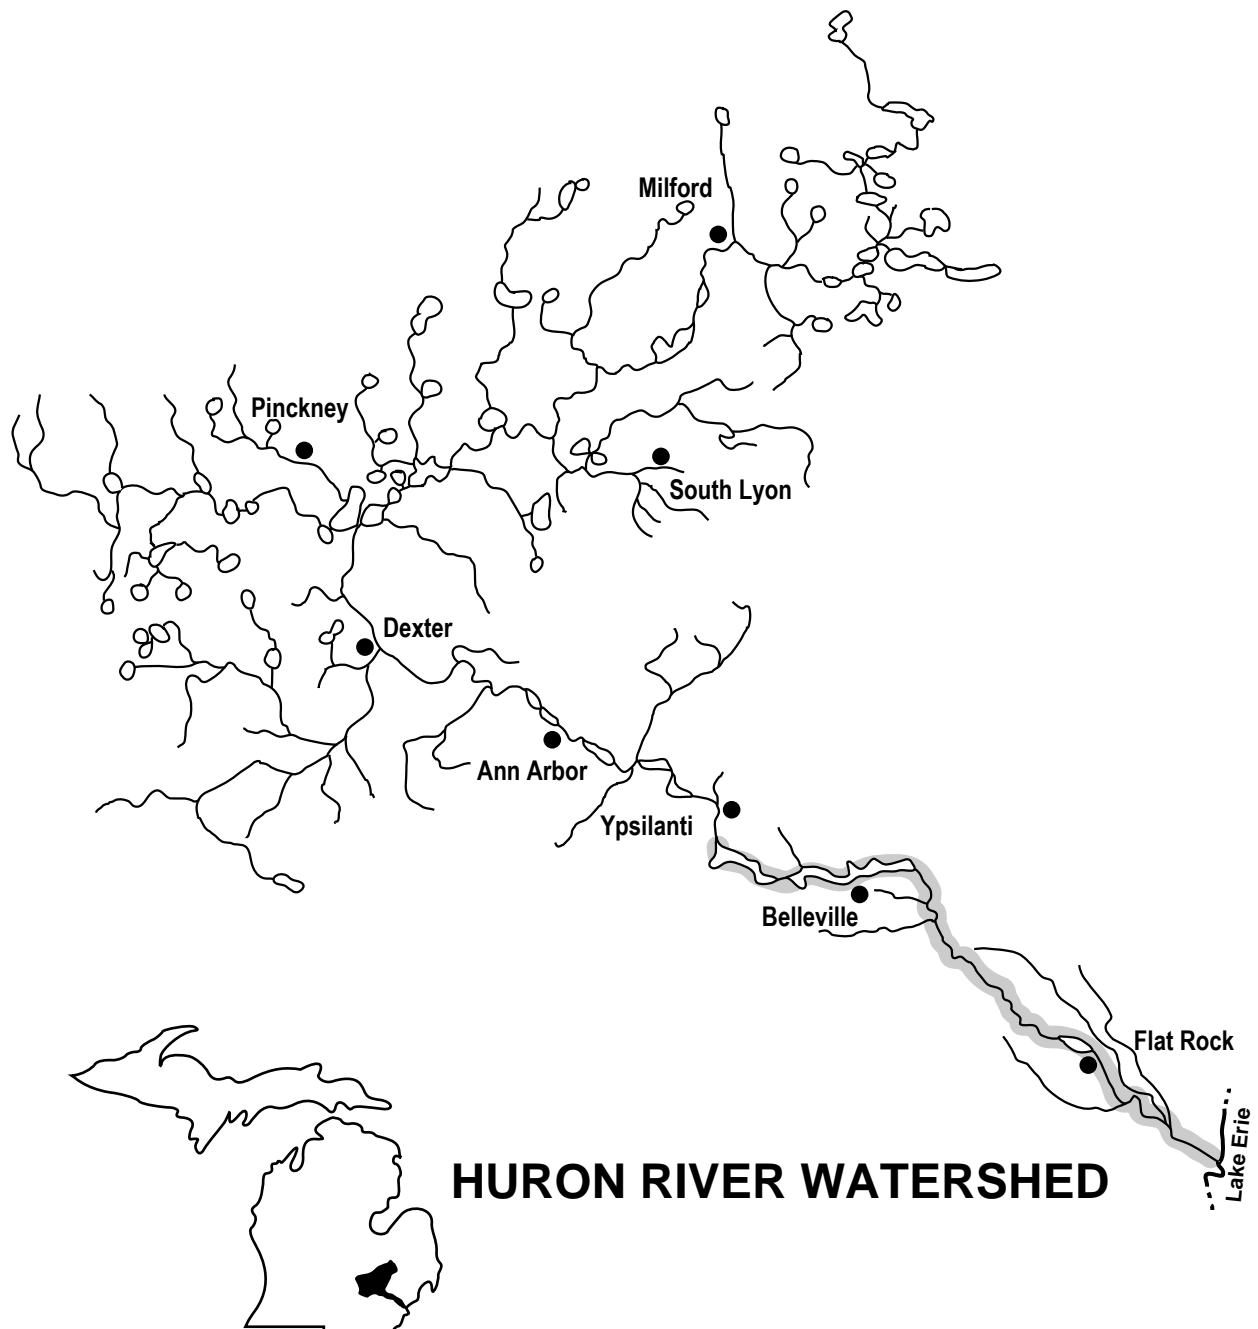 Milford
Pinckney
South Lyon
Dexter
Ann Arbor
Ypsilanti
Belleville
Flat Rock
Lake Erie
HURON RIVER WATERSHED